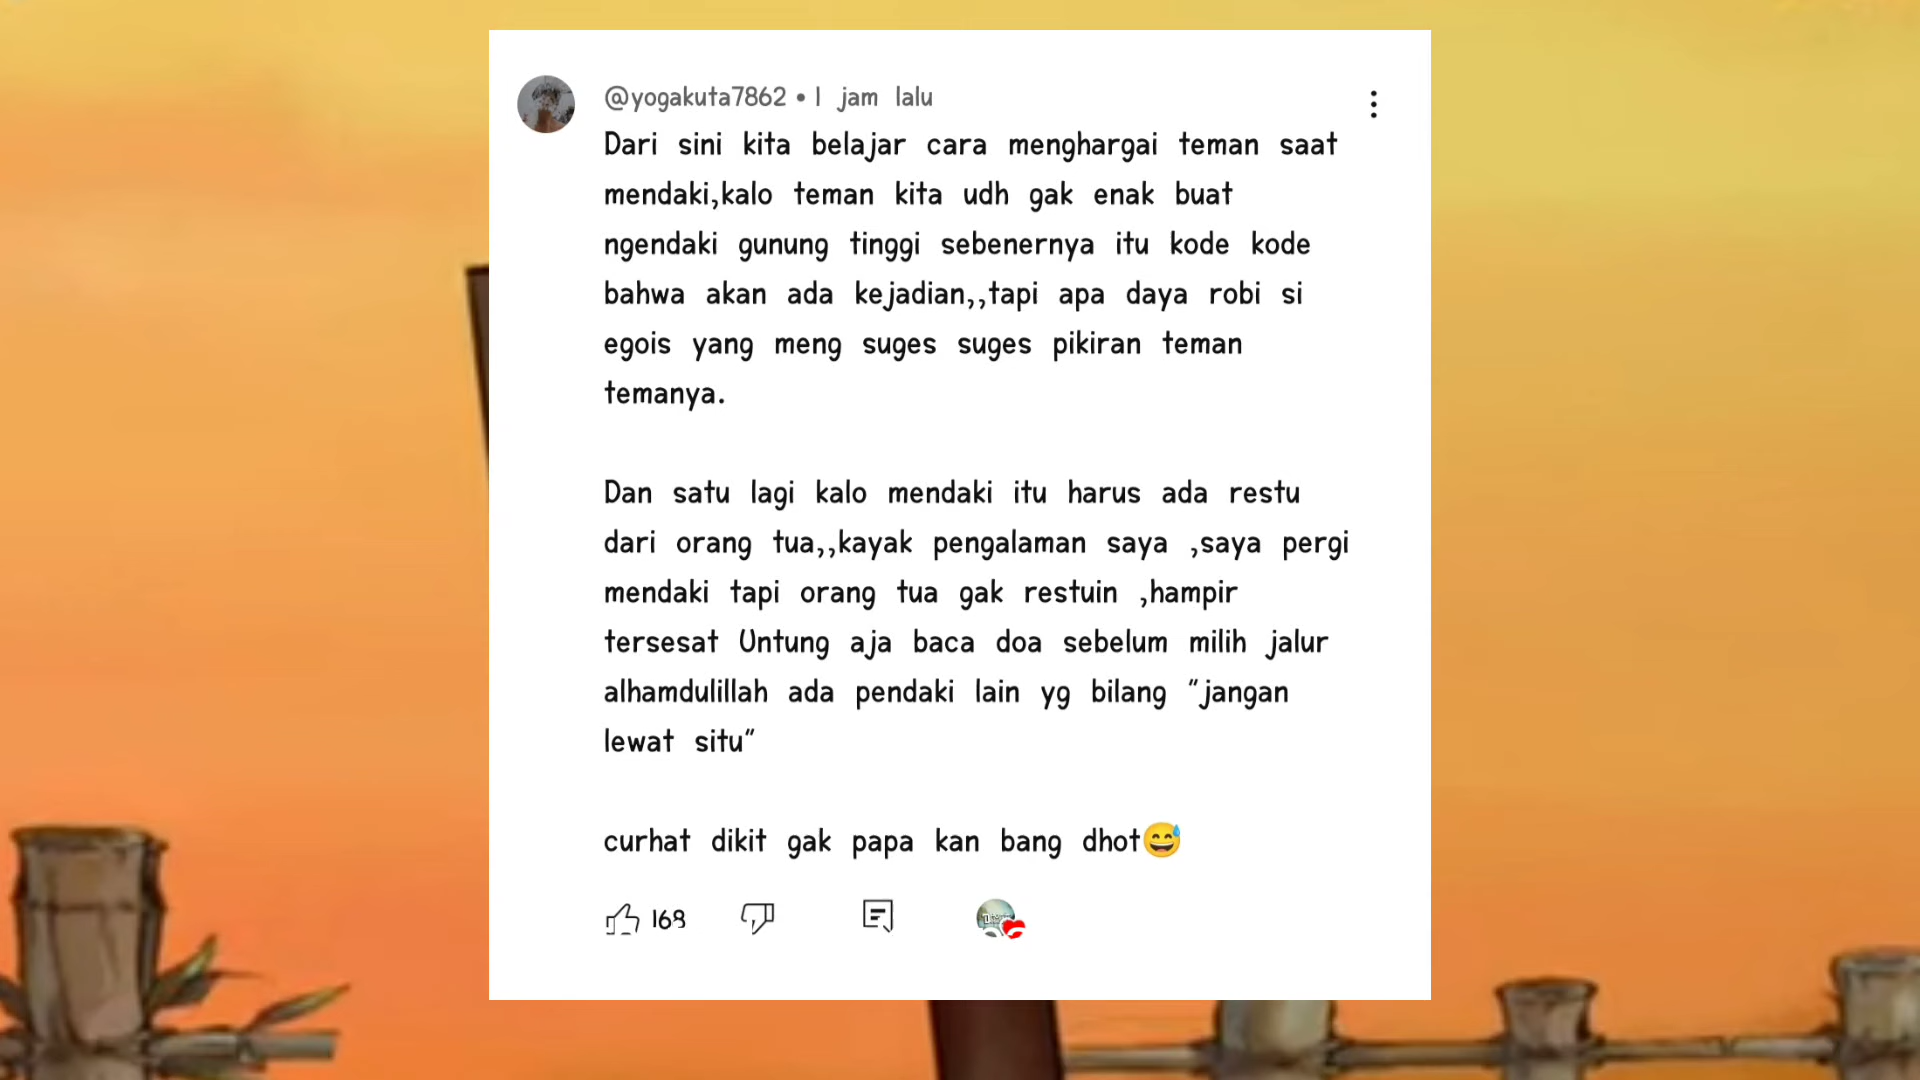 @yogakuta7862 • 1 jam lalu
Dari sini kita belajar cara menghargai teman saat
mendaki,kalo teman kita udh gak enak buat
ngendaki gunung tinggi sebenernya itu kode kode
bahwa akan ada kejadian,,tapi apa daya robi si
egois yang meng suges suges pikiran teman
temanya.
Dan satu lagi kalo mendaki itu harus ada restu
dari orang tua,,kayak pengalaman saya ,saya pergi
mendaki tapi orang tua gak restuin ,hampir
tersesat Untung aja baca doa sebelum milih jalur
alhamdulillah ada pendaki lain yg bilang "jangan
lewat situ"
curhat dikit gak papa kan bang dhot😅
168